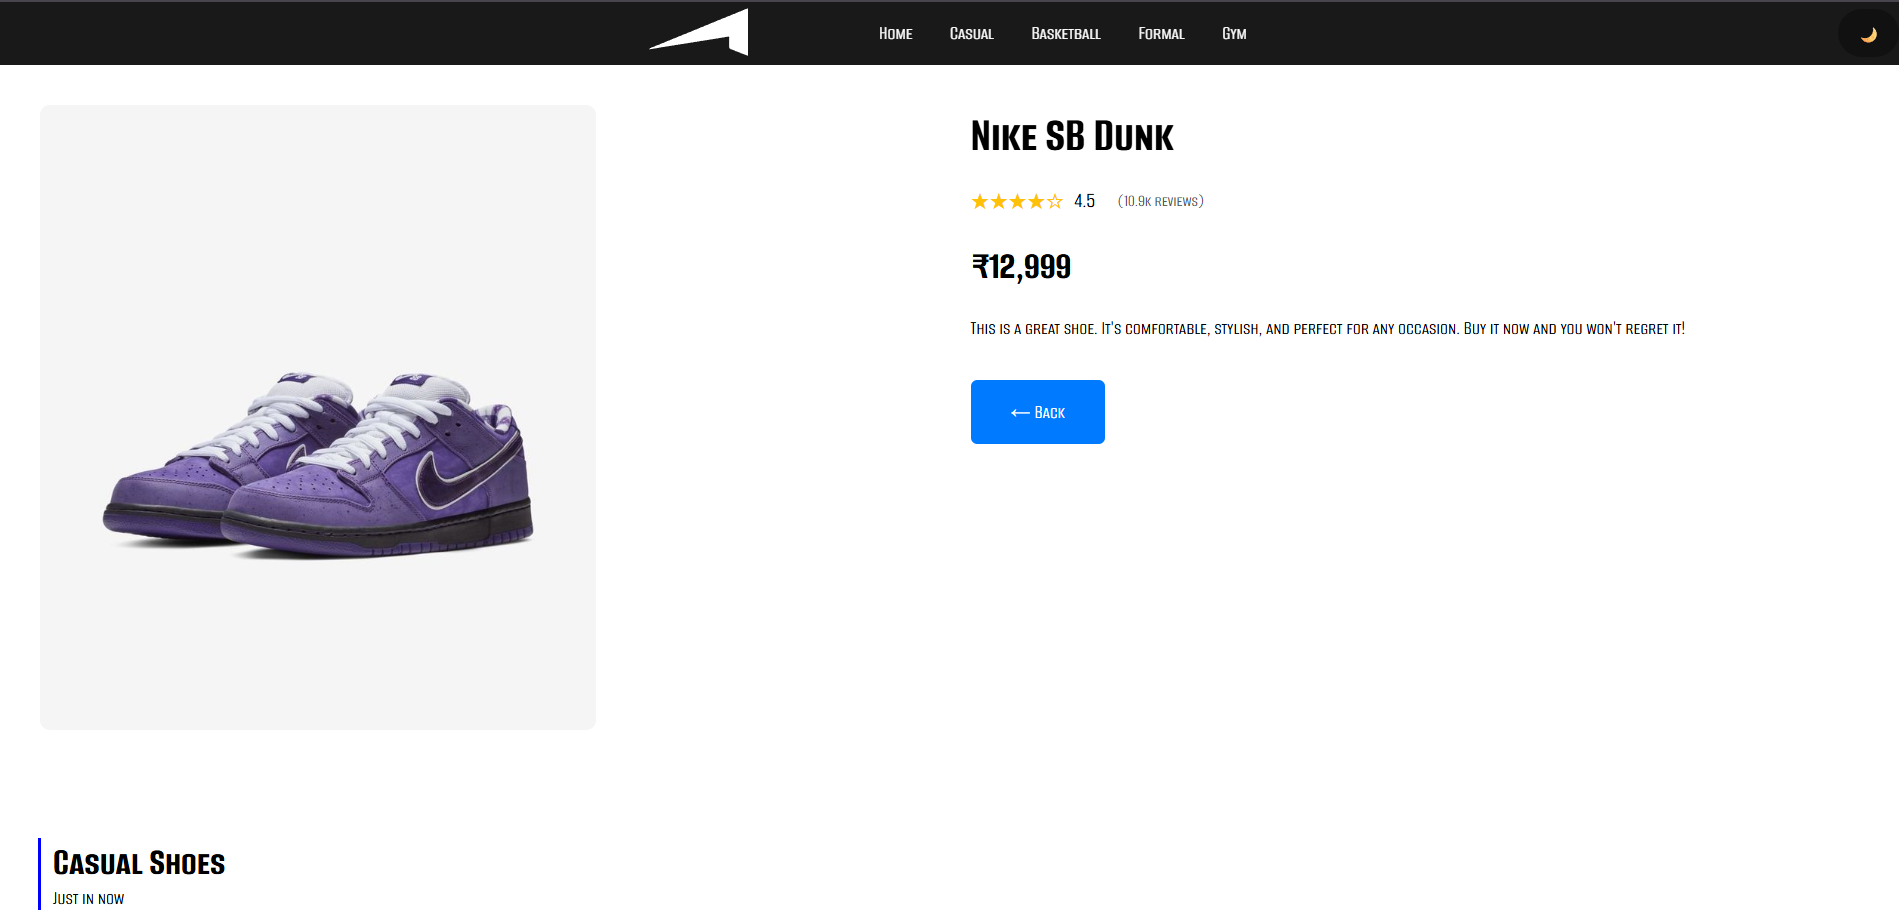 Home Casual Basketball Formal Gym
Nike SB Dunk
★★★★☆ 4.5 (10.9k reviews)
₹12,999
This is a great shoe. It's comfortable, stylish, and perfect for any occasion. Buy it now and you won't regret it!
← Back
Casual Shoes
Just in now